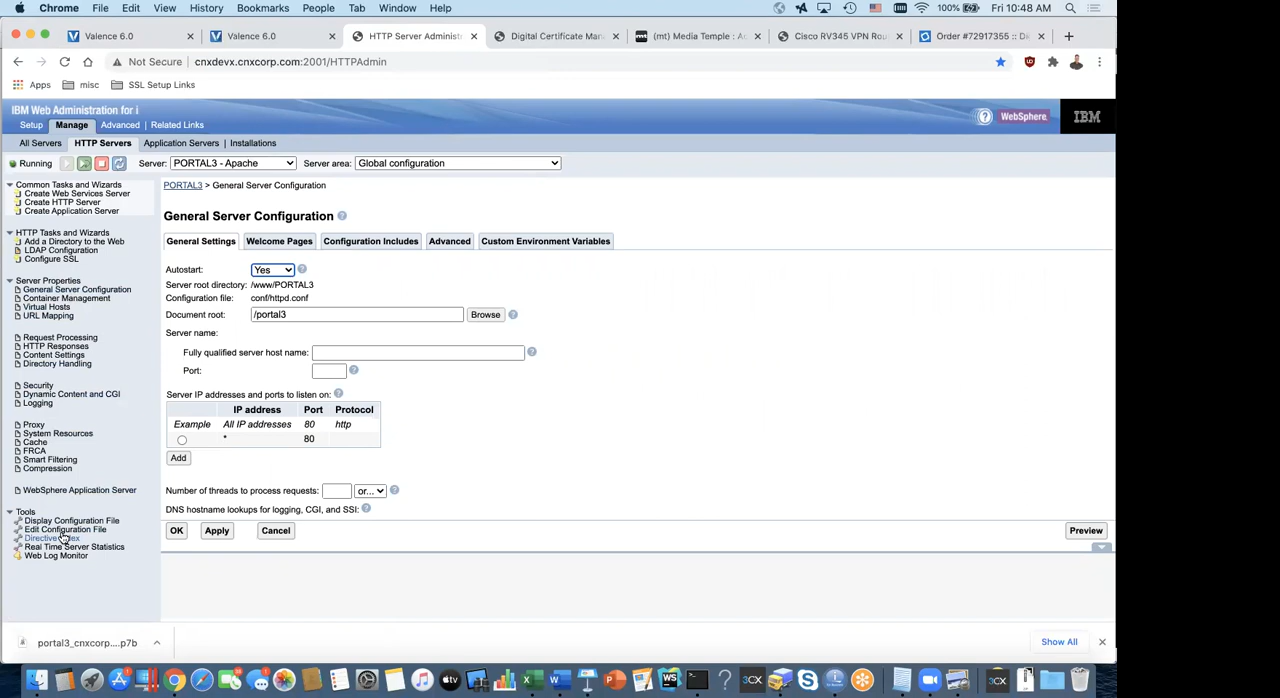 Chrome File Edit View History Bookmarks People Tab Window Help 100% Fri 10:48 AM
Valence 6.0 Valence 6.0 HTTP Server Administra Digital Certificate Man (mt) Media Temple : Ac Cisco RV345 VPN Rou Order #72917355 :: Di
Not Secure cnxdevx.cnxcorp.com:2001/HTTPAdmin
Apps misc SSL Setup Links
IBM Web Administration for i
WebSphere IBM
Setup Manage Advanced Related Links
All Servers HTTP Servers Application Servers Installations
Running Server: PORTAL3 - Apache Server area: Global configuration
Common Tasks and Wizards
Create Web Services Server
Create HTTP Server
Create Application Server
HTTP Tasks and Wizards
Add a Directory to the Web
LDAP Configuration
Configure SSL
Server Properties
General Server Configuration
Container Management
Virtual Hosts
URL Mapping
Request Processing
HTTP Responses
Content Settings
Directory Handling
Security
Dynamic Content and CGI
Logging
Proxy
System Resources
Cache
FRCA
Smart Filtering
Compression
WebSphere Application Server
Tools
Display Configuration File
Edit Configuration File
Real Time Server Statistics
Web Log Monitor
PORTAL3 > General Server Configuration
General Server Configuration
General Settings Welcome Pages Configuration Includes Advanced Custom Environment Variables
Autostart: Yes
Server root directory: /www/PORTAL3
Configuration file: conf/httpd.conf
Document root: /portal3 Browse
Server name:
Fully qualified server host name:
Port:
Server IP addresses and ports to listen on:
IP address Port Protocol
Example All IP addresses 80 http
* 80
Add
Number of threads to process requests: or...
DNS hostname lookups for logging, CGI, and SSI:
OK Apply Cancel Preview
portal3_cnxcorp....p7b Show All
W WS 3CX 3CX